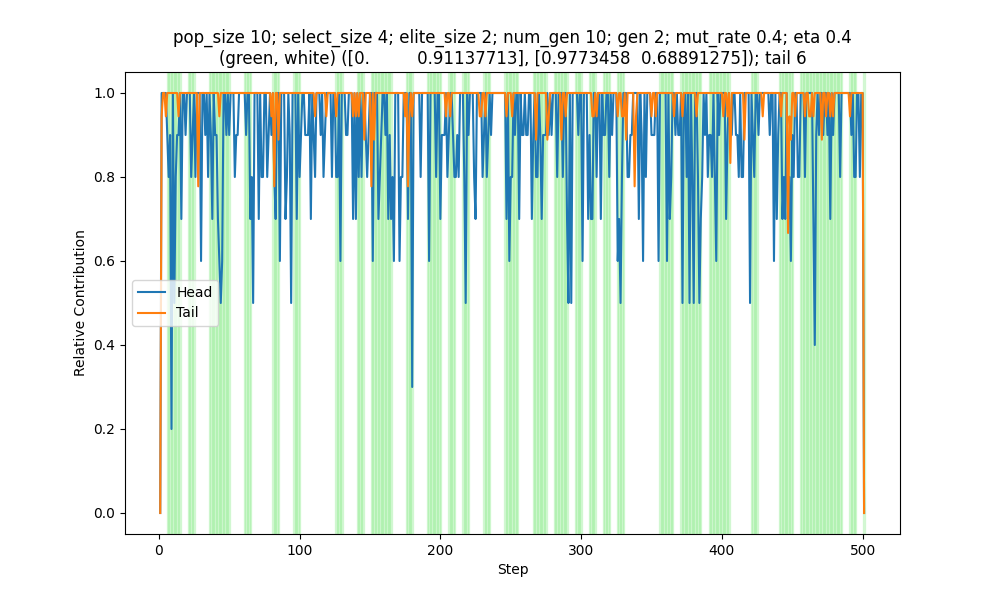 pop_size 10; select_size 4; elite_size 2; num_gen 10; gen 2; mut_rate 0.4; eta 0.4
(green, white) ([0.          0.91137713], [0.9773458  0.68891275]); tail 6
1.0
0.8
0.6
0.4
0.2
0.0
Relative Contribution
Head
Tail
0
100
200
300
400
500
Step